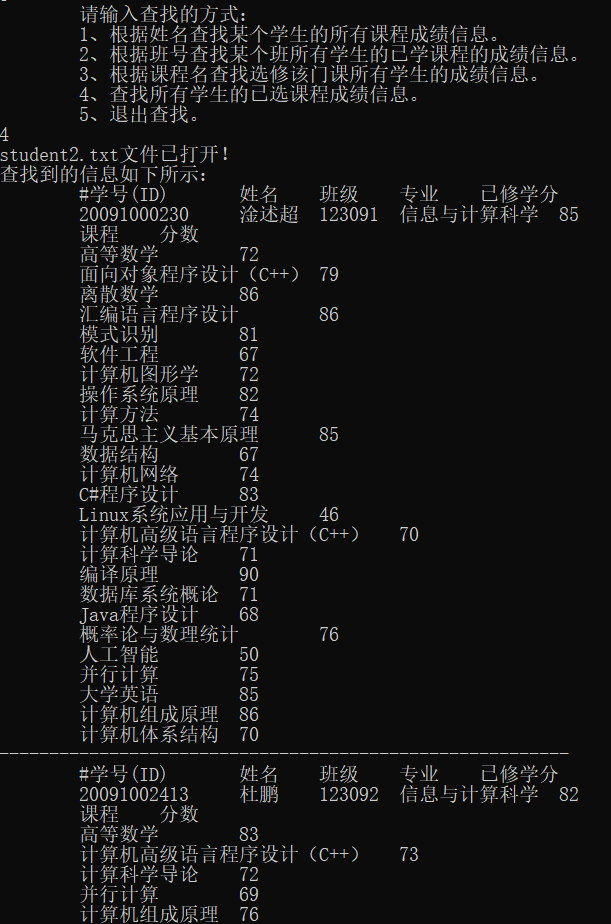 请输入查找的方式:
1、根据姓名查找某个学生的所有课程成绩信息。
2、根据班号查找某个班所有学生的已学课程的成绩信息。
3、根据课程名查找选修该门课所有学生的成绩信息。
4、查找所有学生的已选课程成绩信息。
5、退出查找。
4
student2.txt文件已打开!
查找到的信息如下所示:
#学号(ID) 姓名 班级 专业 已修学分
20091000230 淦述超 123091 信息与计算科学 85
课程 分数
高等数学 72
面向对象程序设计（C++） 79
离散数学 86
汇编语言程序设计 86
模式识别 81
软件工程 67
计算机图形学 72
操作系统原理 82
计算方法 74
马克思主义基本原理 85
数据结构 67
计算机网络 74
C#程序设计 83
Linux系统应用与开发 46
计算机高级语言程序设计（C++） 70
计算科学导论 71
编译原理 90
数据库系统概论 71
Java程序设计 68
概率论与数理统计 76
人工智能 50
并行计算 75
大学英语 85
计算机组成原理 86
计算机体系结构 70
#学号(ID) 姓名 班级 专业 已修学分
20091002413 杜鹏 123092 信息与计算科学 82
课程 分数
高等数学 83
计算机高级语言程序设计（C++） 73
计算科学导论 72
并行计算 69
计算机组成原理 76